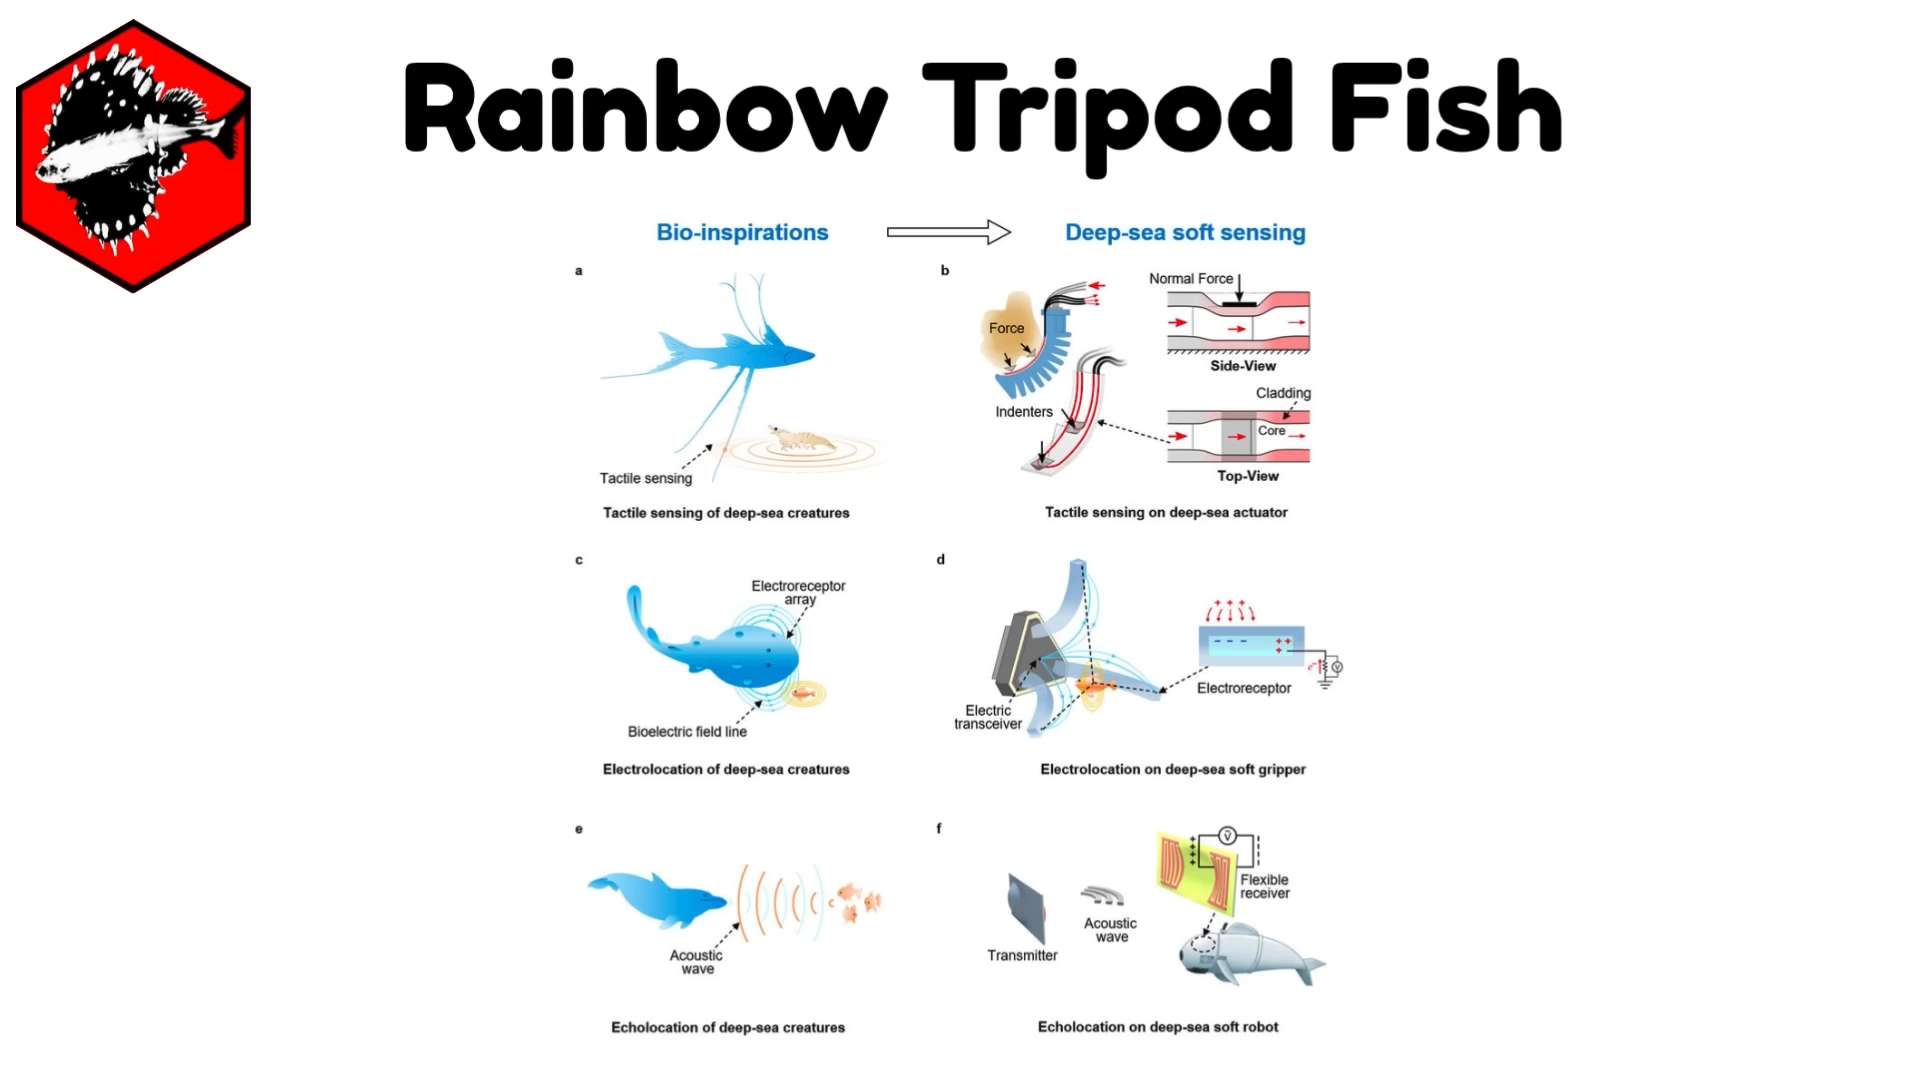 Rainbow Tripod Fish
Bio-inspirations
Deep-sea soft sensing
a
Tactile sensing
Tactile sensing of deep-sea creatures
b
Force
Indenters
Normal Force
Side-View
Cladding
Core
Top-View
Tactile sensing on deep-sea actuator
c
Electroreceptor
array
Bioelectric field line
Electrolocation of deep-sea creatures
d
Electric
transceiver
+ + +
− − −
+ +
+
e⁻
V
Electroreceptor
Electrolocation on deep-sea soft gripper
e
Acoustic
wave
Echolocation of deep-sea creatures
f
Transmitter
Acoustic
wave
V
Flexible
receiver
Echolocation on deep-sea soft robot